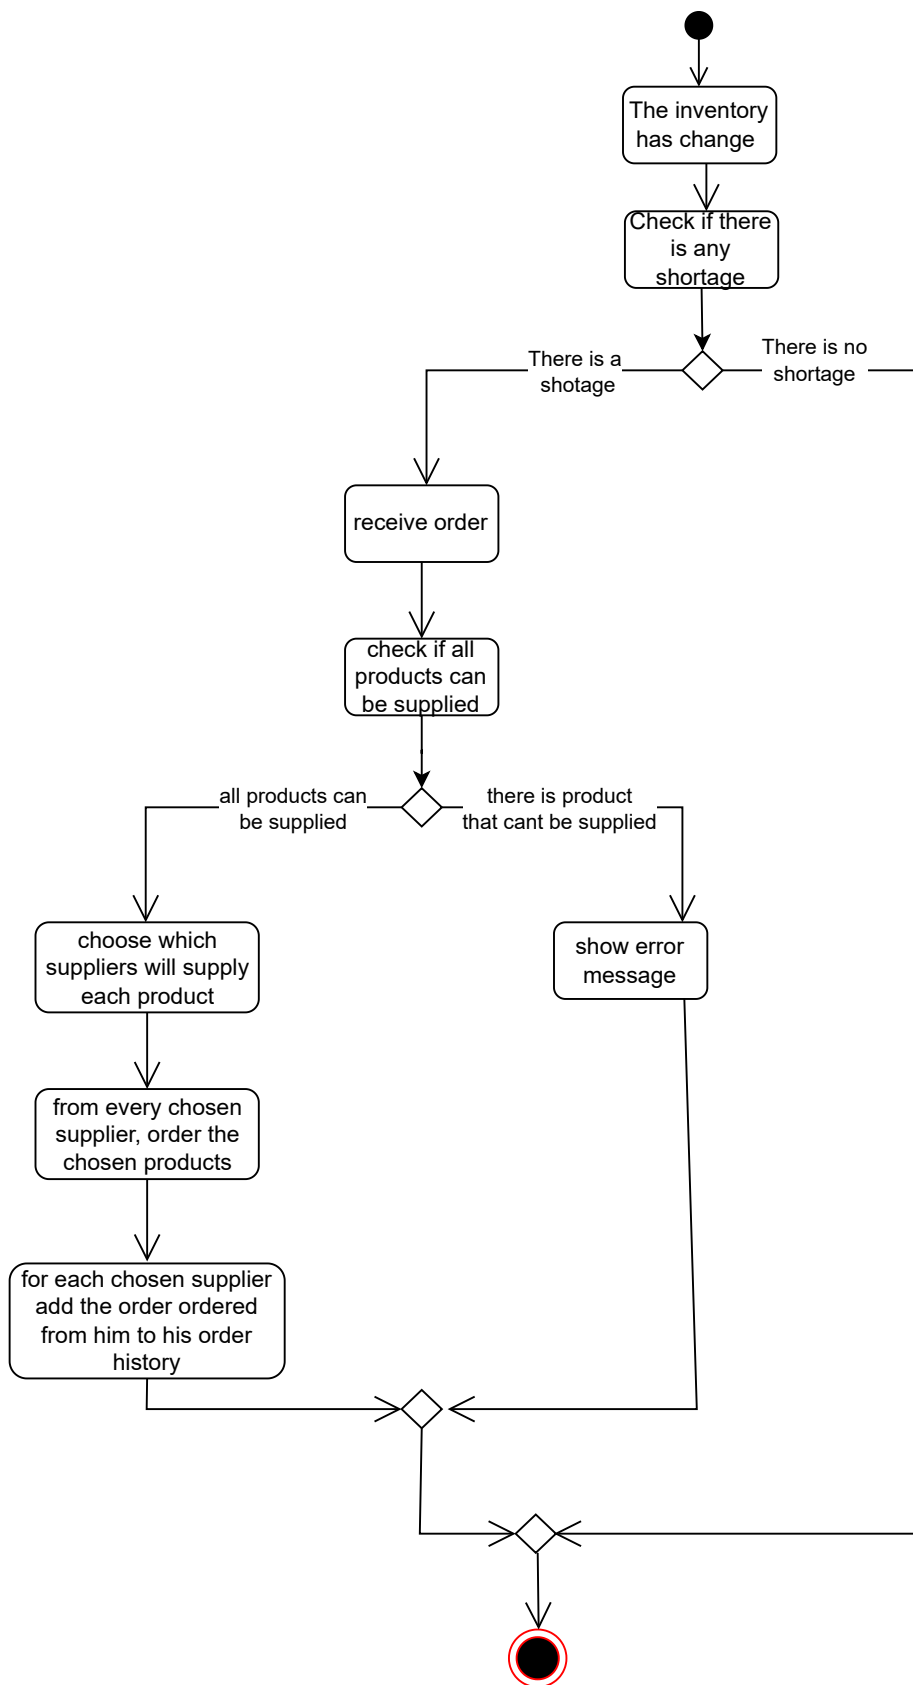 The inventory
has change
Check if there
is any
shortage
There is a
shotage
There is no
shortage
receive order
check if all
products can
be supplied
all products can
be supplied
there is product
that cant be supplied
choose which
suppliers will supply
each product
show error
message
from every chosen
supplier, order the
chosen products
for each chosen supplier
add the order ordered
from him to his order
history